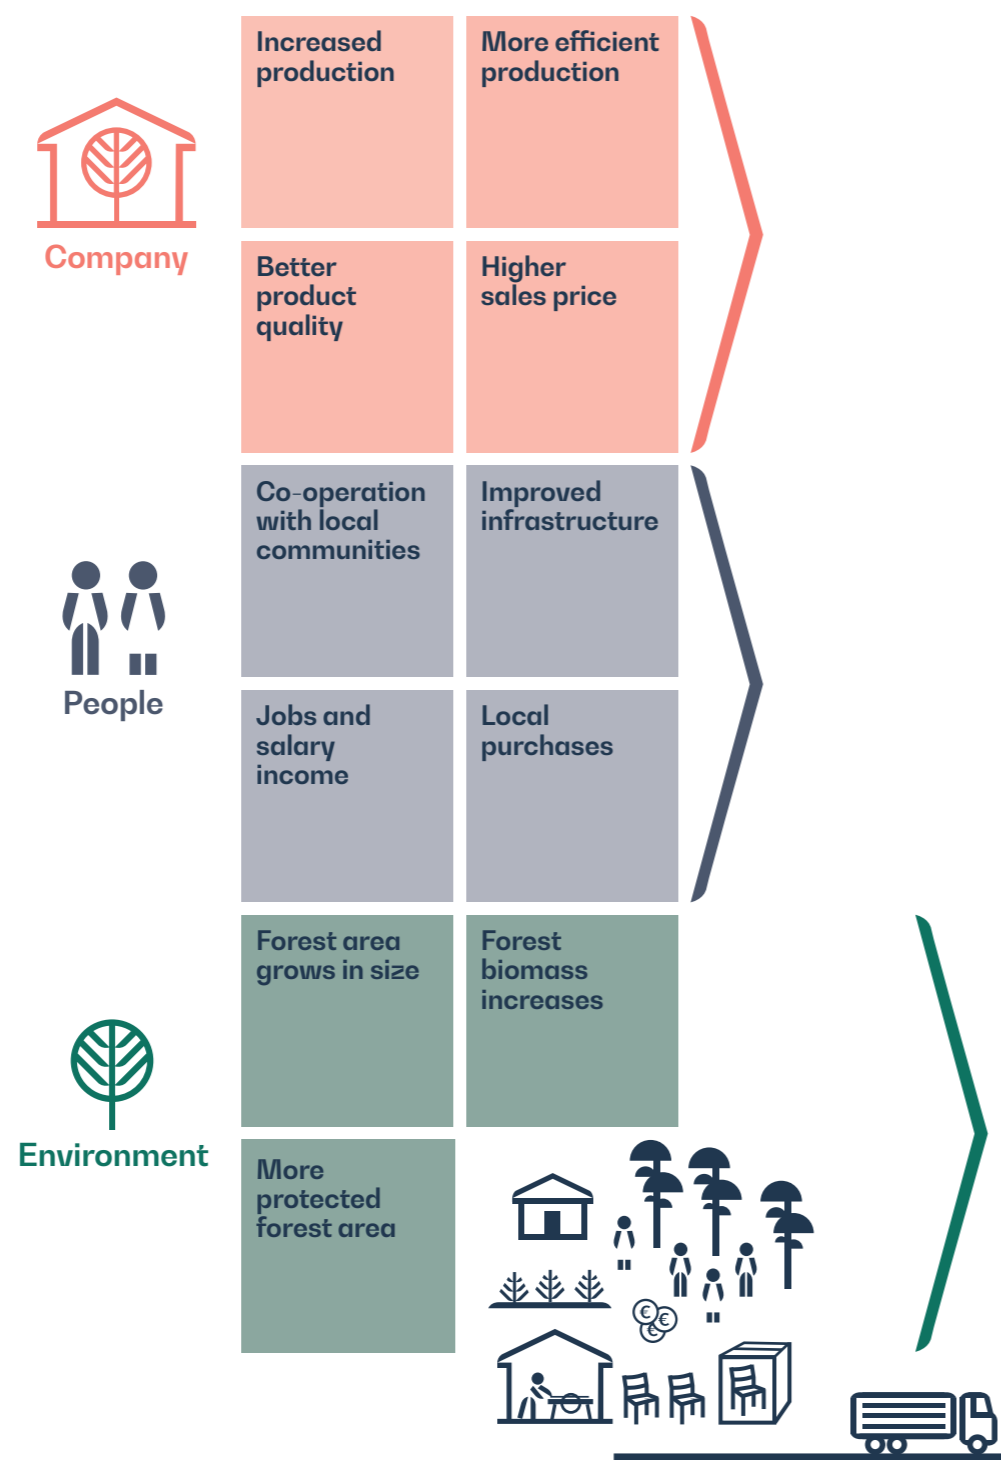 Company
Increased
production
More efficient
production
Better
product
quality
Higher
sales price
People
Co-operation
with local
communities
Improved
infrastructure
Jobs and
salary
income
Local
purchases
Environment
Forest area
grows in size
Forest
biomass
increases
More
protected
forest area
€
€
€